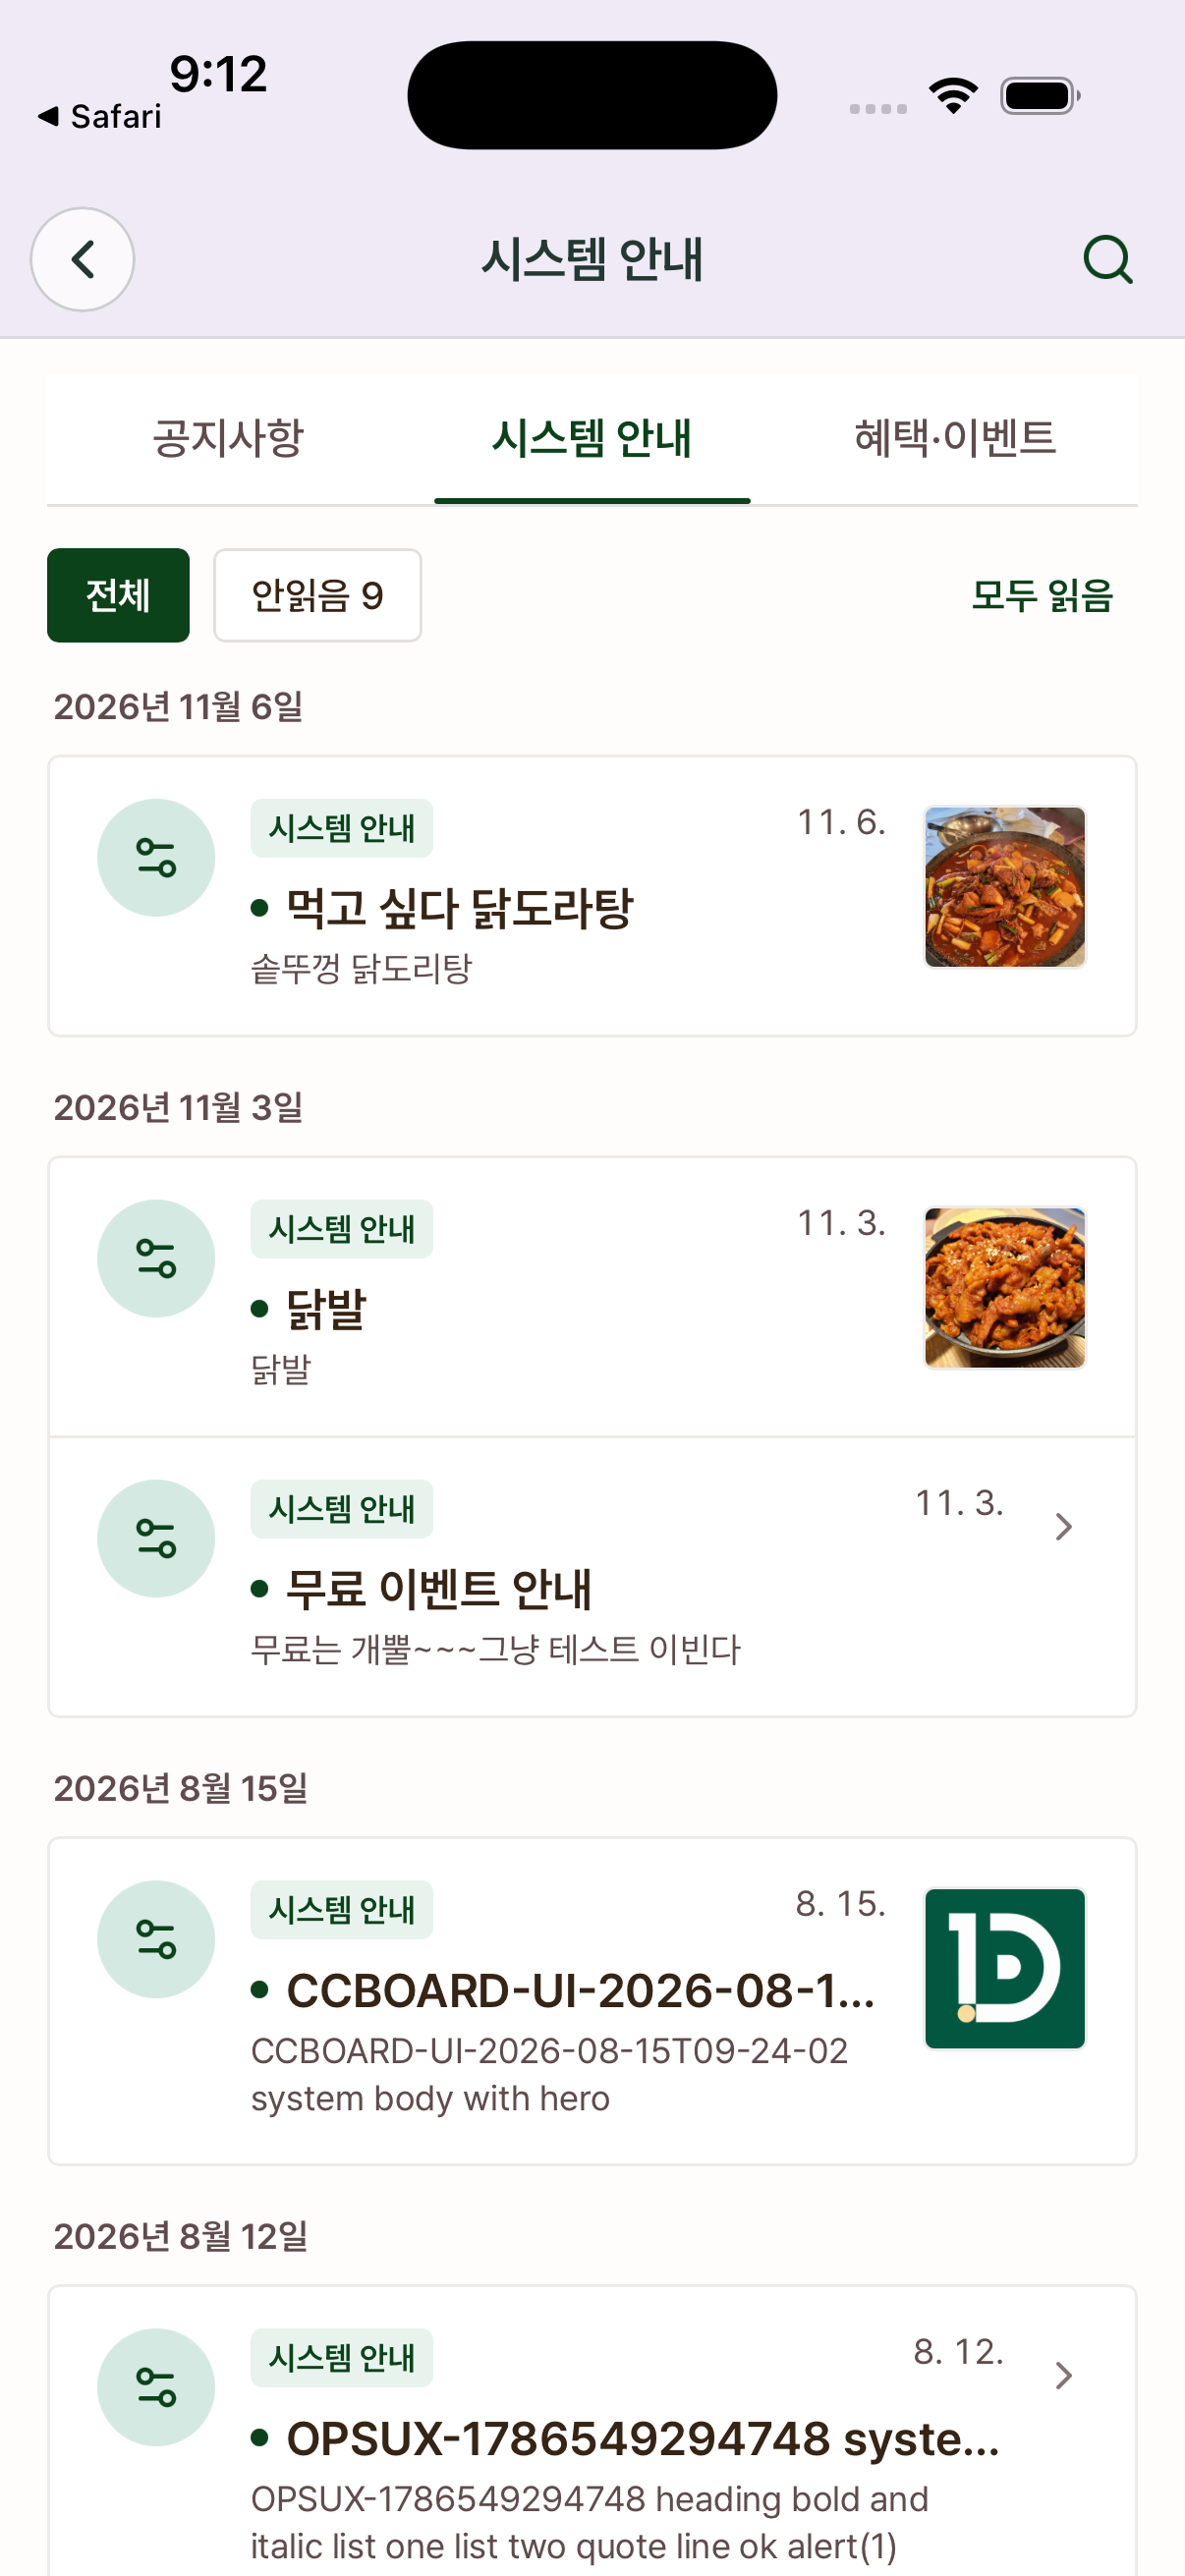 9:12
◀ Safari
시스템 안내
공지사항
시스템 안내
혜택·이벤트
전체
안읽음 9
모두 읽음
2026년 11월 6일
시스템 안내
11. 6.
먹고 싶다 닭도라탕
솥뚜껑 닭도리탕
2026년 11월 3일
시스템 안내
11. 3.
닭발
닭발
시스템 안내
11. 3.
무료 이벤트 안내
무료는 개뿔~~~그냥 테스트 이빈다
2026년 8월 15일
시스템 안내
8. 15.
1D
CCBOARD-UI-2026-08-1...
CCBOARD-UI-2026-08-15T09-24-02
system body with hero
2026년 8월 12일
시스템 안내
8. 12.
OPSUX-1786549294748 syste...
OPSUX-1786549294748 heading bold and
italic list one list two quote line ok alert(1)